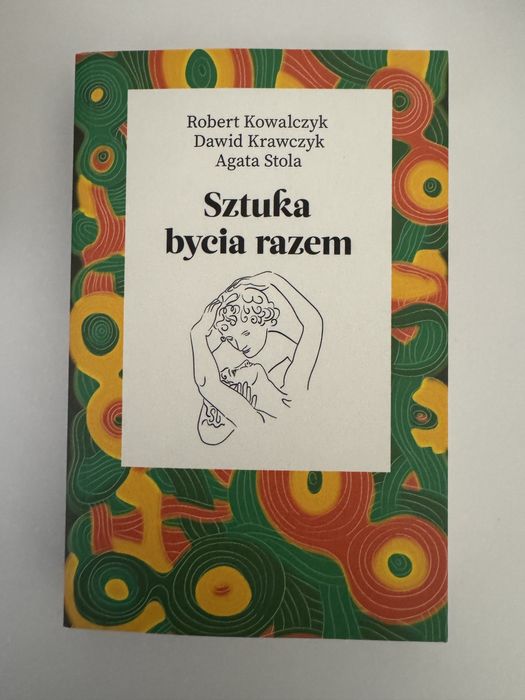 Robert Kowalczyk
Dawid Krawczyk
Agata Stola
Sztuka
bycia razem